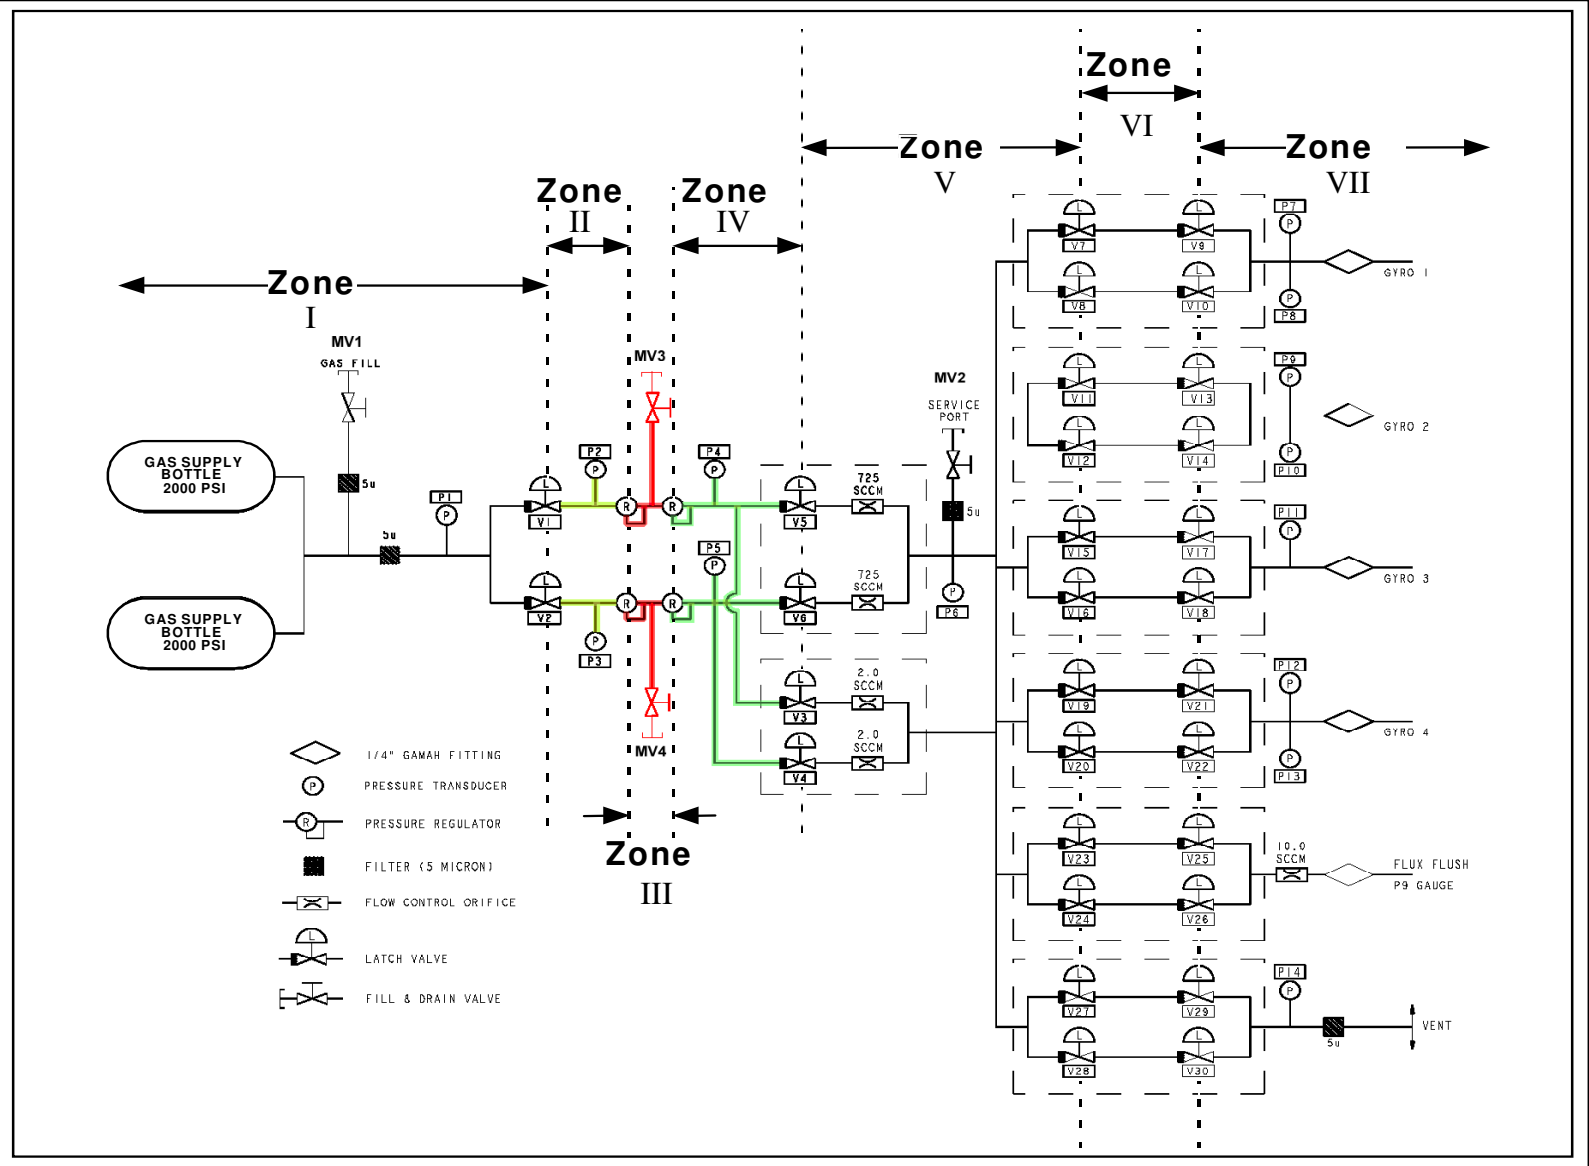 Zone
VI
Zone
V
Zone
VII
Zone
II
Zone
IV
Zone
I
MV1
GAS FILL
MV3
MV2
SERVICE
PORT
GAS SUPPLY
BOTTLE
2000 PSI
5u
5u
P1
P
GAS SUPPLY
BOTTLE
2000 PSI
L
V1
L
V2
P2
P
P
P3
R
R
R
R
P4
P
P5
P
MV4
Zone
III
L
V5
725
SCCM
L
V6
725
SCCM
L
V3
2.0
SCCM
L
V4
2.0
SCCM
5u
P
P6
L
V7
L
V9
L
V8
L
V10
P7
P
P
P8
GYRO 1
L
V11
L
V13
L
V12
L
V14
P9
P
P
P10
GYRO 2
L
V15
L
V17
L
V16
L
V18
P11
P
GYRO 3
L
V19
L
V21
L
V20
L
V22
P12
P
P
P13
GYRO 4
L
V23
L
V25
L
V24
L
V26
10.0
SCCM
FLUX FLUSH
P9 GAUGE
L
V27
L
V29
L
V28
L
V30
P14
P
5u
VENT
1/4" GAMAH FITTING
P
PRESSURE TRANSDUCER
R
PRESSURE REGULATOR
FILTER (5 MICRON)
FLOW CONTROL ORIFICE
L
LATCH VALVE
FILL & DRAIN VALVE